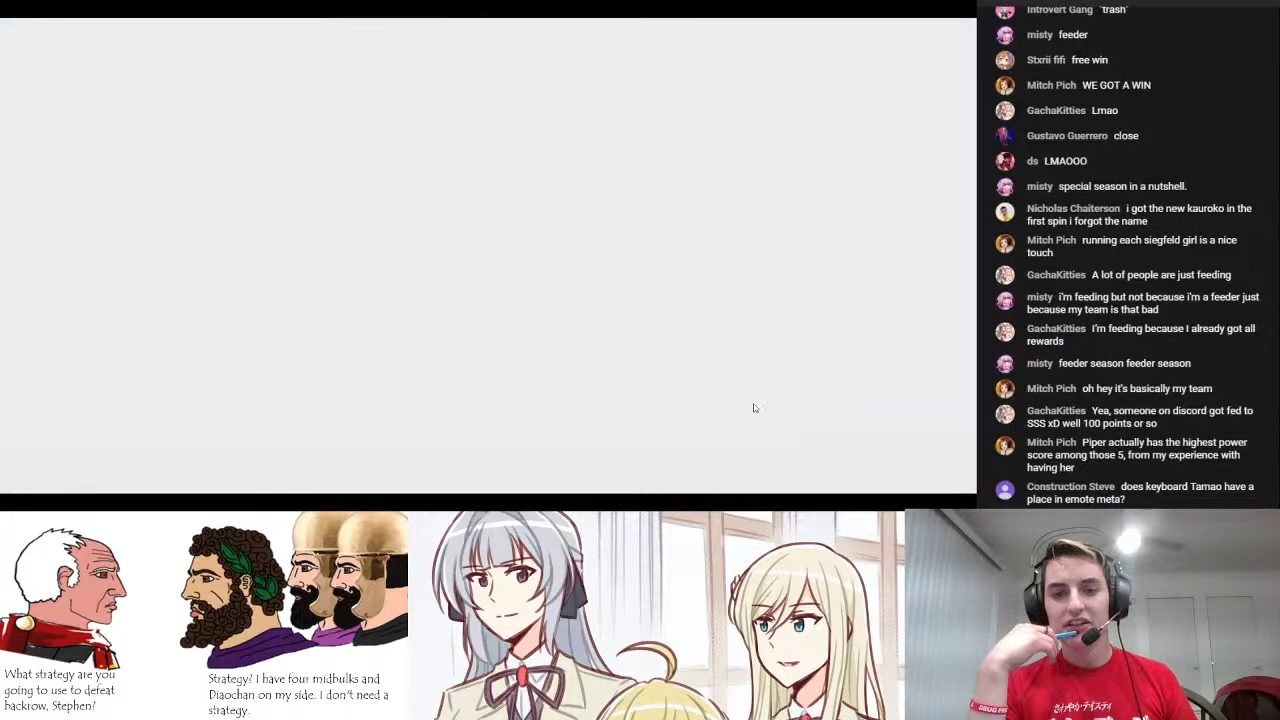 Introvert Gang "trash"
misty feeder
Stxrii fifi free win
Mitch Pich WE GOT A WIN
GachaKitties Lmao
Gustavo Guerrero close
ds LMAOOO
misty special season in a nutshell.
Nicholas Chaiterson i got the new kauroko in the
first spin i forgot the name
Mitch Pich running each siegfeld girl is a nice
touch
GachaKitties A lot of people are just feeding
misty i'm feeding but not because i'm a feeder just
because my team is that bad
GachaKitties I'm feeding because I already got all
rewards
misty feeder season feeder season
Mitch Pich oh hey it's basically my team
GachaKitties Yea, someone on discord got fed to
SSS xD well 100 points or so
Mitch Pich Piper actually has the highest power
score among those 5, from my experience with
having her
Construction Steve does keyboard Tamao have a
place in emote meta?
What strategy are you
going to use to defeat
backrow, Stephen?
Strategy? I have four midbulks and
Diaochan on my side. I don't need a
strategy.